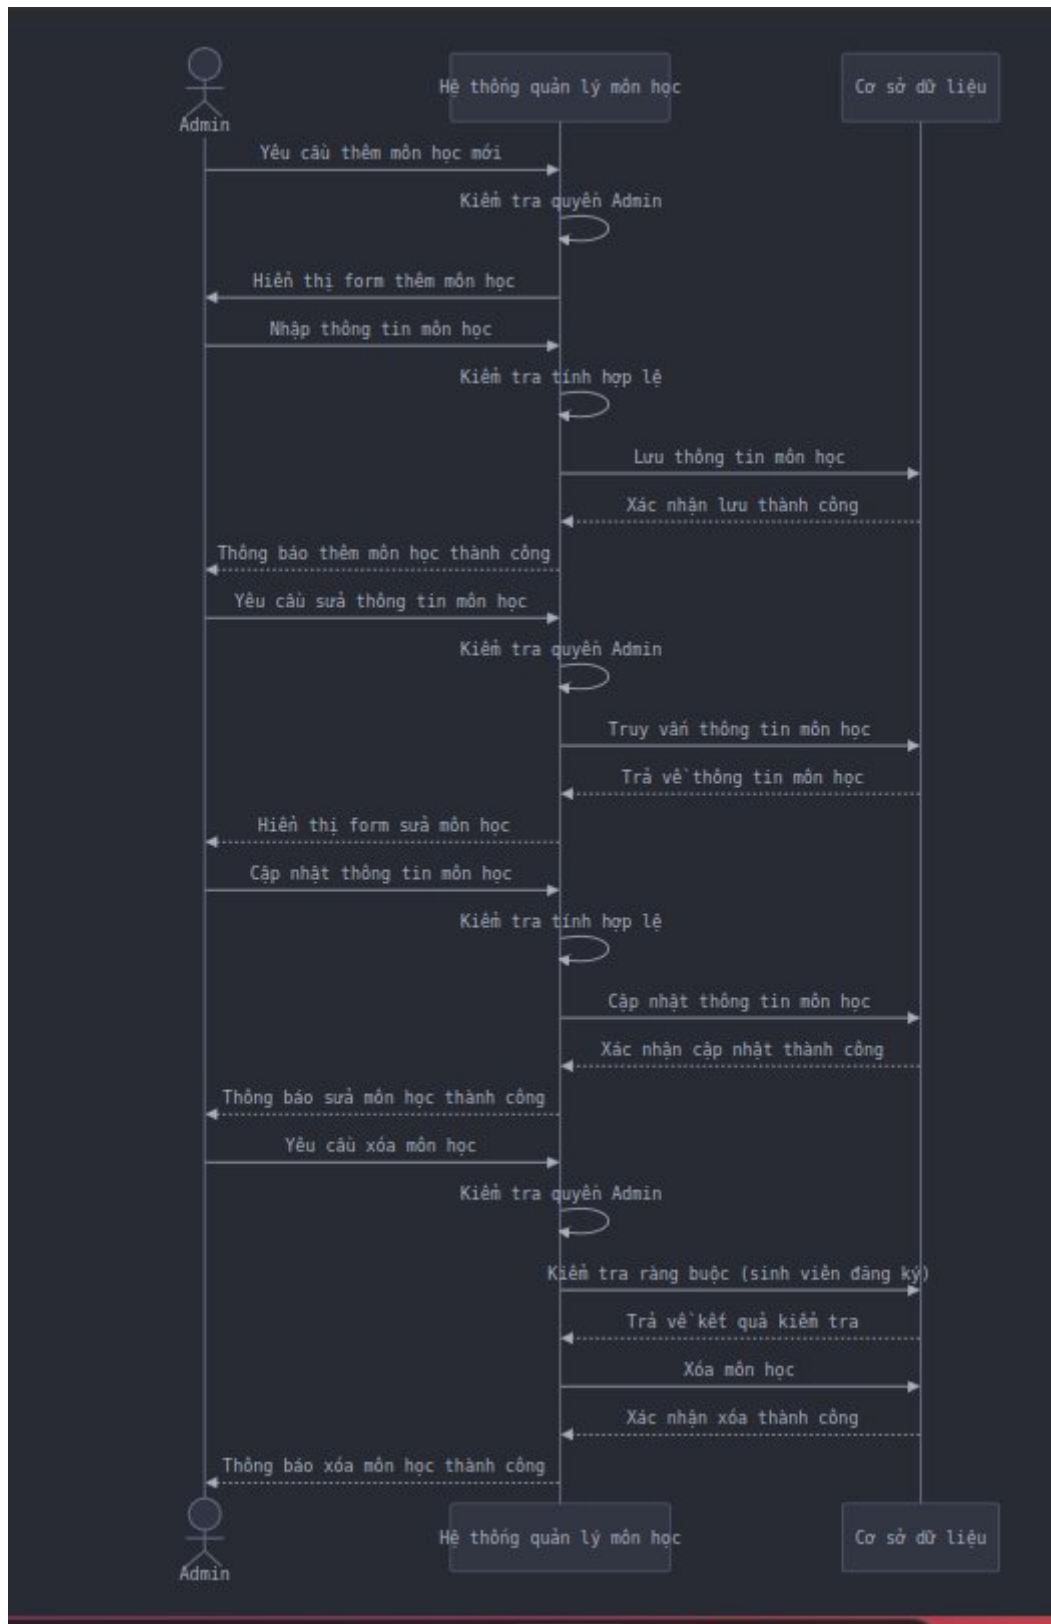 Hệ thống quản lý môn học
Cơ sở dữ liệu
Admin
Yêu cầu thêm môn học mới
Kiểm tra quyền Admin
Hiển thị form thêm môn học
Nhập thông tin môn học
Kiểm tra tính hợp lệ
Lưu thông tin môn học
Xác nhận lưu thành công
Thông báo thêm môn học thành công
Yêu cầu sửa thông tin môn học
Kiểm tra quyền Admin
Truy vấn thông tin môn học
Trả về thông tin môn học
Hiển thị form sửa môn học
Cập nhật thông tin môn học
Kiểm tra tính hợp lệ
Cập nhật thông tin môn học
Xác nhận cập nhật thành công
Thông báo sửa môn học thành công
Yêu cầu xóa môn học
Kiểm tra quyền Admin
Kiểm tra ràng buộc (sinh viên đăng ký)
Trả về kết quả kiểm tra
Xóa môn học
Xác nhận xóa thành công
Thông báo xóa môn học thành công
Hệ thống quản lý môn học
Cơ sở dữ liệu
Admin